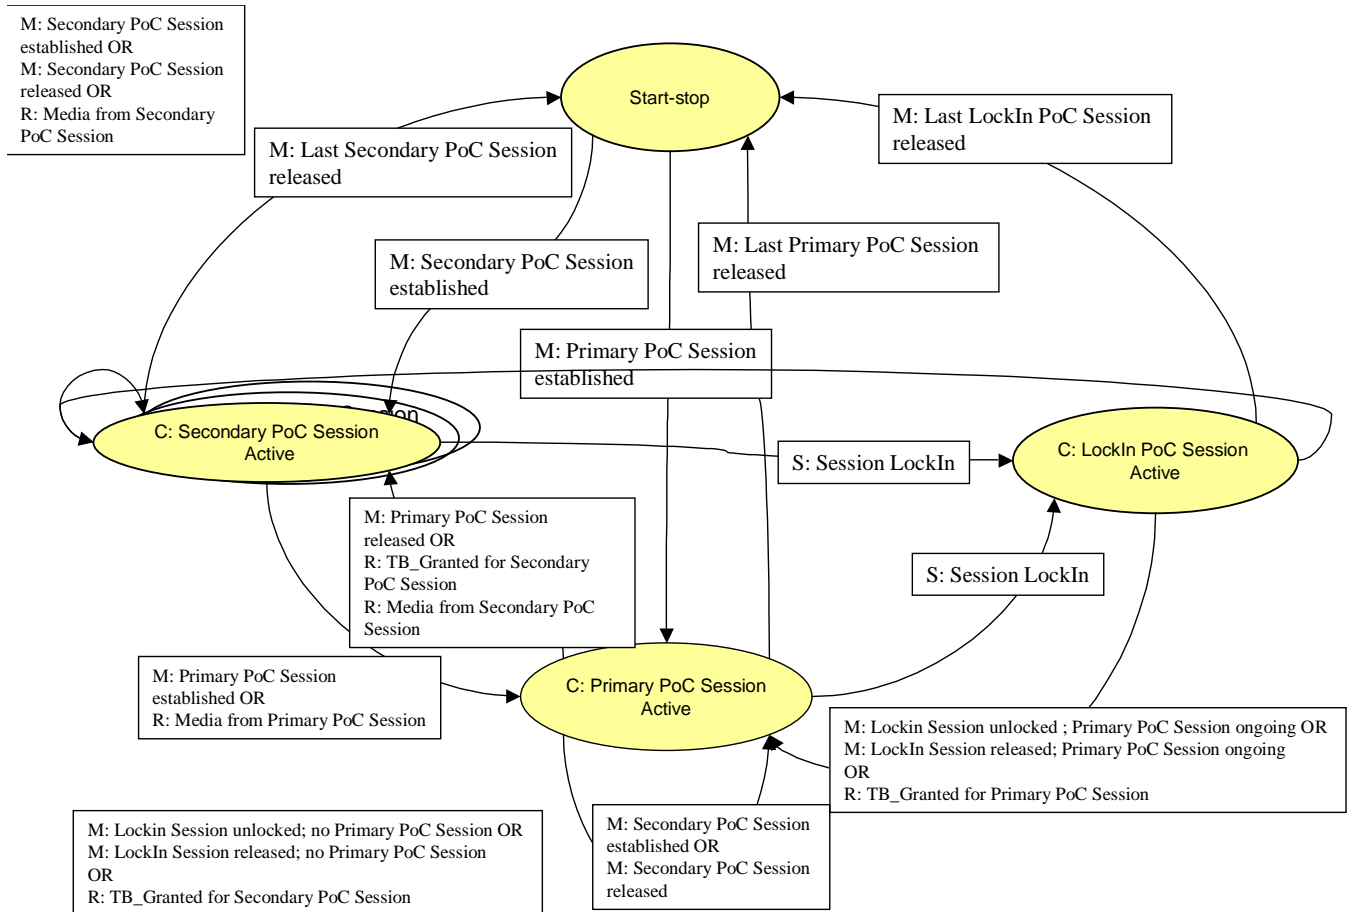 M: Secondary PoC Session
established OR
M: Secondary PoC Session
released OR
R: Media from Secondary
PoC Session
Start-stop
M: Last LockIn PoC Session
released
M: Last Secondary PoC Session
released
M: Last Primary PoC Session
released
M: Secondary PoC Session
established
M: Primary PoC Session
established
C: Secondary PoC Session
Active
S: Session LockIn
C: LockIn PoC Session
Active
M: Primary PoC Session
released OR
R: TB_Granted for Secondary
PoC Session
R: Media from Secondary PoC
Session
S: Session LockIn
M: Primary PoC Session
established OR
R: Media from Primary PoC Session
C: Primary PoC Session
Active
M: Lockin Session unlocked ; Primary PoC Session ongoing OR
M: LockIn Session released; Primary PoC Session ongoing
OR
R: TB_Granted for Primary PoC Session
M: Lockin Session unlocked; no Primary PoC Session OR
M: LockIn Session released; no Primary PoC Session
OR
R: TB_Granted for Secondary PoC Session
M: Secondary PoC Session
established OR
M: Secondary PoC Session
released